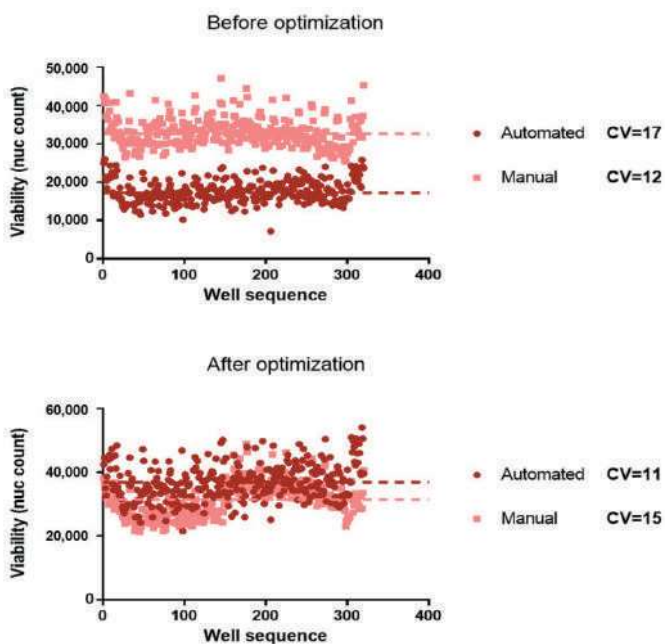 Before optimization
50,000
40,000
30,000
20,000
10,000
0
Viability (nuc count)
0 100 200 300 400
Well sequence
Automated CV=17
Manual CV=12
After optimization
60,000
40,000
20,000
0
Viability (nuc count)
0 100 200 300 400
Well sequence
Automated CV=11
Manual CV=15